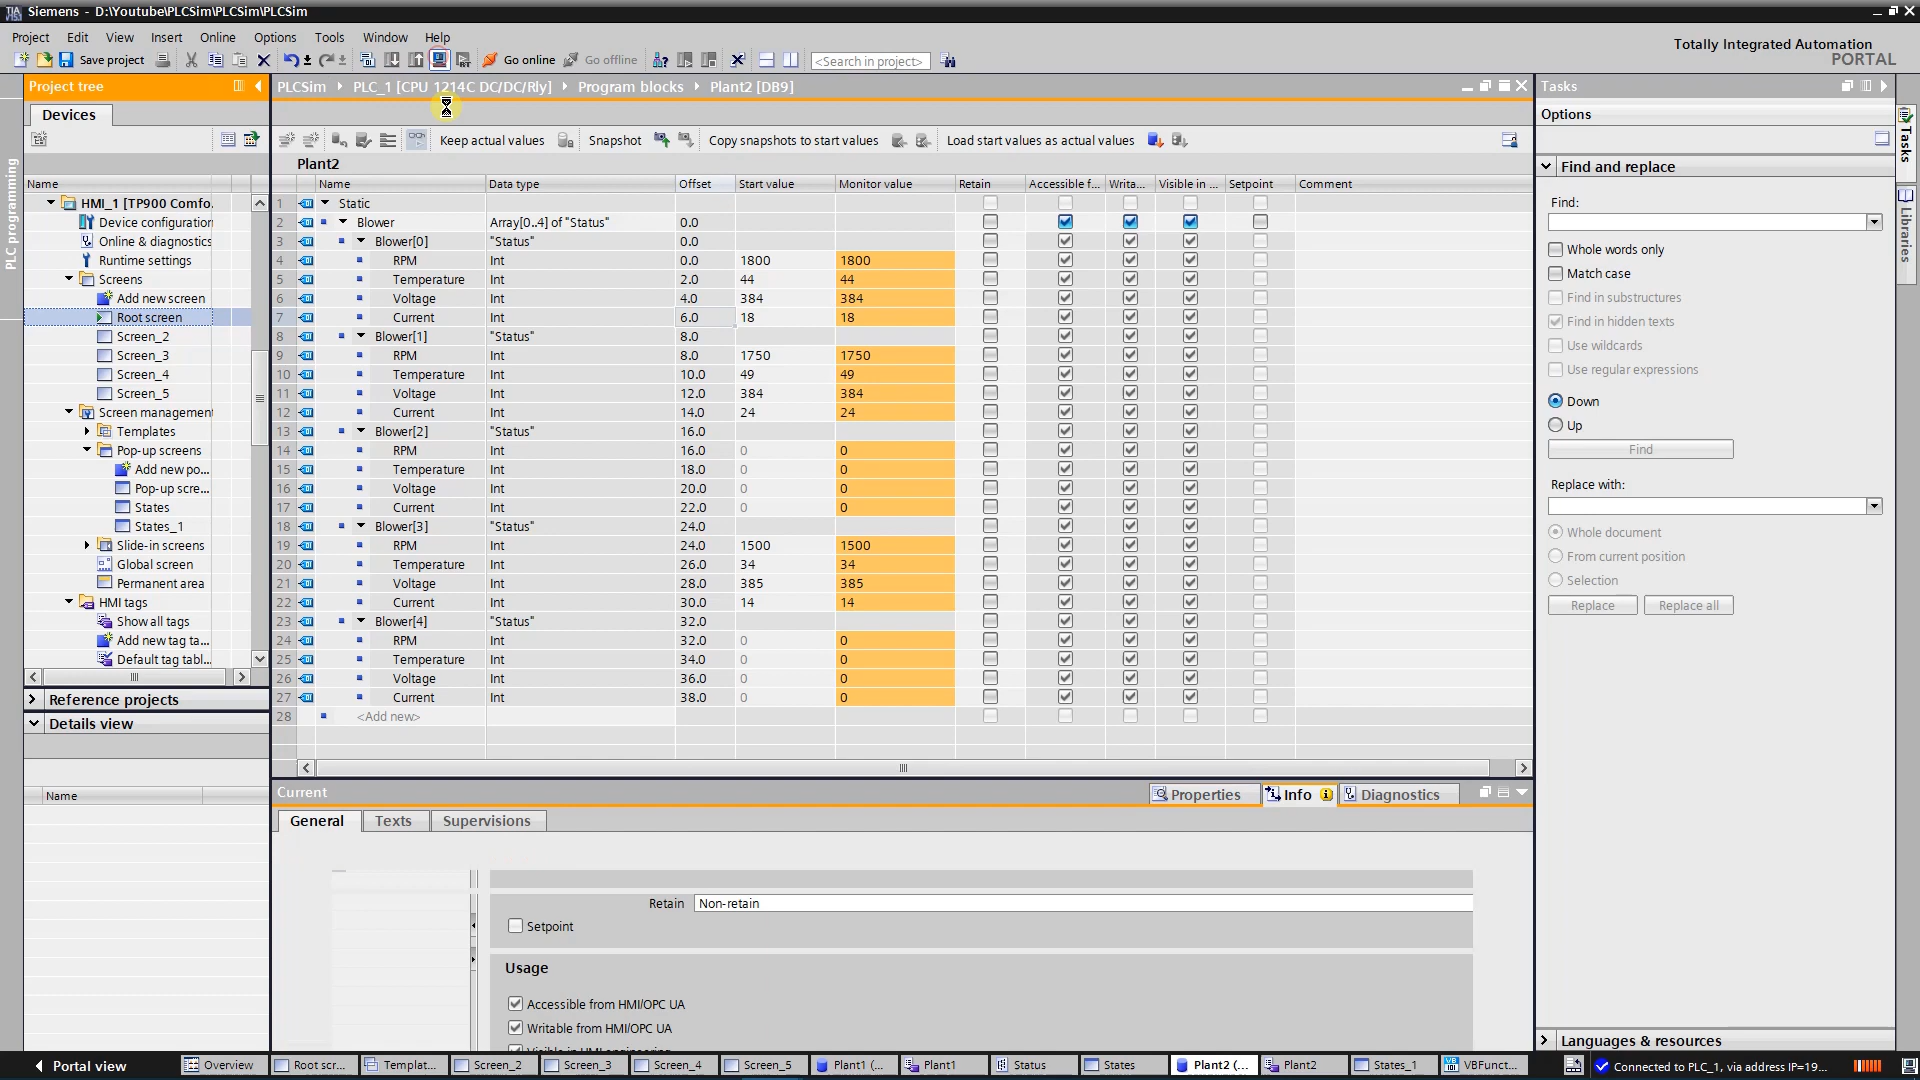 Siemens - D:\Youtube\PLCSim\PLCSim\PLCSim
Project Edit View Insert Online Options Tools Window Help
Totally Integrated Automation
PORTAL
Save project
Go online
Go offline
<Search in project>
Project tree
PLCSim
PLC_1 [CPU 1214C DC/DC/Rly]
Program blocks
Plant2 [DB9]
Tasks
Devices
Options
Keep actual values
Snapshot
Copy snapshots to start values
Load start values as actual values
PLC programming
Tasks
Libraries
Plant2
Find and replace
Name
Name Data type Offset Start value Monitor value Retain Accessible f... Writa... Visible in ... Setpoint Comment
1 Static
2 Blower Array[0..4] of "Status" 0.0
3 Blower[0] "Status" 0.0
4 RPM Int 0.0 1800 1800
5 Temperature Int 2.0 44 44
6 Voltage Int 4.0 384 384
7 Current Int 6.0 18 18
8 Blower[1] "Status" 8.0
9 RPM Int 8.0 1750 1750
10 Temperature Int 10.0 49 49
11 Voltage Int 12.0 384 384
12 Current Int 14.0 24 24
13 Blower[2] "Status" 16.0
14 RPM Int 16.0 0 0
15 Temperature Int 18.0 0 0
16 Voltage Int 20.0 0 0
17 Current Int 22.0 0 0
18 Blower[3] "Status" 24.0
19 RPM Int 24.0 1500 1500
20 Temperature Int 26.0 34 34
21 Voltage Int 28.0 385 385
22 Current Int 30.0 14 14
23 Blower[4] "Status" 32.0
24 RPM Int 32.0 0 0
25 Temperature Int 34.0 0 0
26 Voltage Int 36.0 0 0
27 Current Int 38.0 0 0
28 <Add new>
HMI_1 [TP900 Comfo.
Device configuration
Online & diagnostics
Runtime settings
Screens
Add new screen
Root screen
Screen_2
Screen_3
Screen_4
Screen_5
Screen management
Templates
Pop-up screens
Add new po...
Pop-up scre...
States
States_1
Slide-in screens
Global screen
Permanent area
HMI tags
Show all tags
Add new tag ta...
Default tag tabl...
Reference projects
Details view
Name
Find:
Whole words only
Match case
Find in substructures
Find in hidden texts
Use wildcards
Use regular expressions
Down
Up
Find
Replace with:
Whole document
From current position
Selection
Replace
Replace all
Languages & resources
Current
Properties
Info
Diagnostics
General
Texts
Supervisions
Retain
Non-retain
Setpoint
Usage
Accessible from HMI/OPC UA
Writable from HMI/OPC UA
Portal view
Overview
Root scr...
Templat...
Screen_2
Screen_3
Screen_4
Screen_5
Plant1 (...
Plant1
Status
States
Plant2 (...
Plant2
States_1
VBFunct...
Connected to PLC_1, via address IP=19...